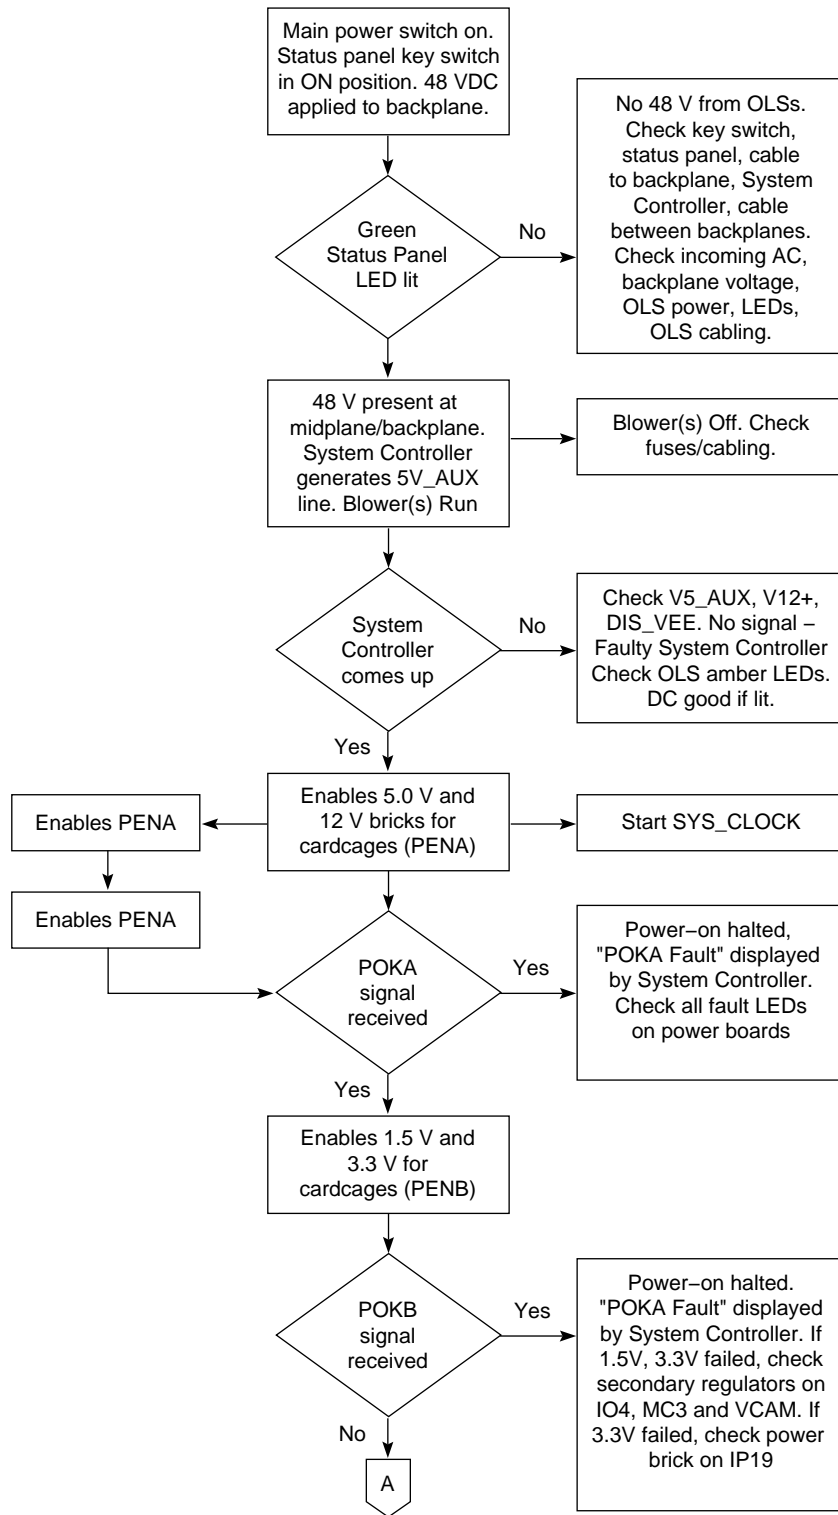 Main power switch on.
Status panel key switch
in ON position. 48 VDC
applied to backplane.
No 48 V from OLSs.
Check key switch,
status panel, cable
to backplane, System
Controller, cable
between backplanes.
Check incoming AC,
backplane voltage,
OLS power, LEDs,
OLS cabling.
Green
Status Panel
LED lit
No
48 V present at
midplane/backplane.
System Controller
generates 5V_AUX
line. Blower(s) Run
Blower(s) Off. Check
fuses/cabling.
System
Controller
comes up
No
Check V5_AUX, V12+,
DIS_VEE. No signal –
Faulty System Controller
Check OLS amber LEDs.
DC good if lit.
Yes
Enables PENA
Enables 5.0 V and
12 V bricks for
cardcages (PENA)
Start SYS_CLOCK
Enables PENA
POKA
signal
received
Yes
Power–on halted,
"POKA Fault" displayed
by System Controller.
Check all fault LEDs
on power boards
Yes
Enables 1.5 V and
3.3 V for
cardcages (PENB)
POKB
signal
received
Yes
Power–on halted.
"POKA Fault" displayed
by System Controller. If
1.5V, 3.3V failed, check
secondary regulators on
IO4, MC3 and VCAM. If
3.3V failed, check power
brick on IP19
No
A